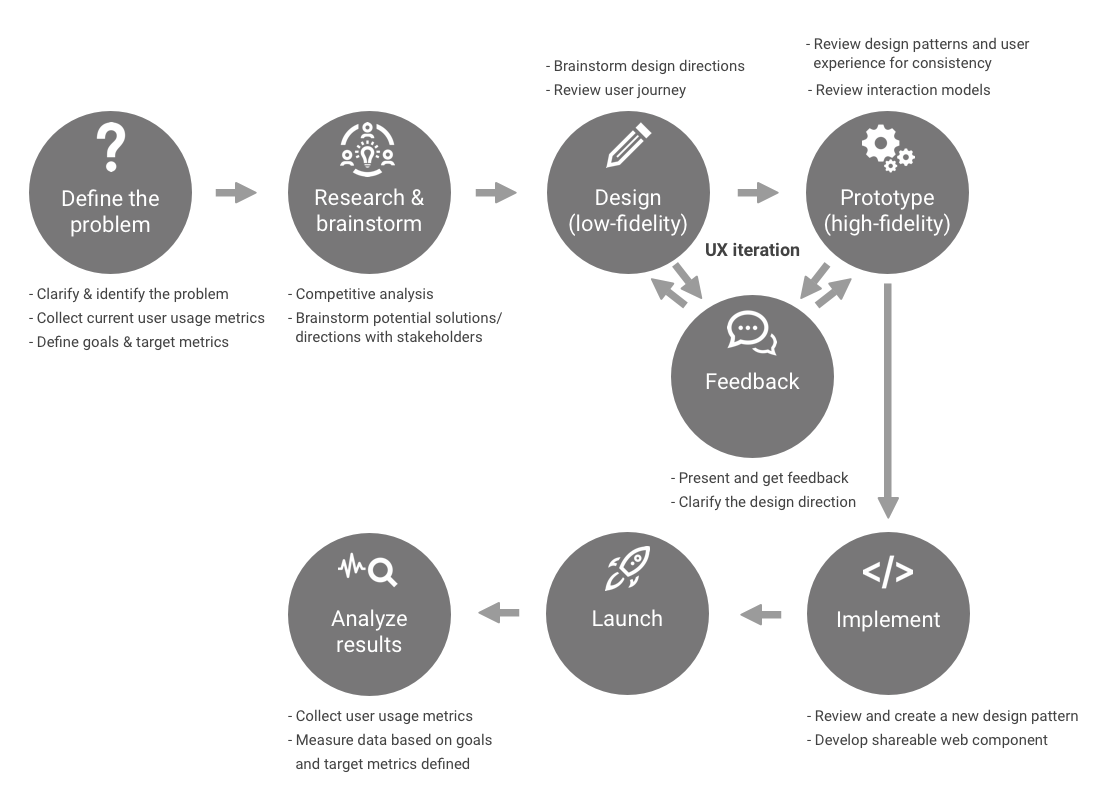 Define the
problem
- Clarify & identify the problem
- Collect current user usage metrics
- Define goals & target metrics
Research &
brainstorm
- Competitive analysis
- Brainstorm potential solutions/
directions with stakeholders
- Brainstorm design directions
- Review user journey
Design
(low-fidelity)
- Review design patterns and user
experience for consistency
- Review interaction models
Prototype
(high-fidelity)
UX iteration
Feedback
- Present and get feedback
- Clarify the design direction
</>
Implement
- Review and create a new design pattern
- Develop shareable web component
Launch
Analyze
results
- Collect user usage metrics
- Measure data based on goals
and target metrics defined